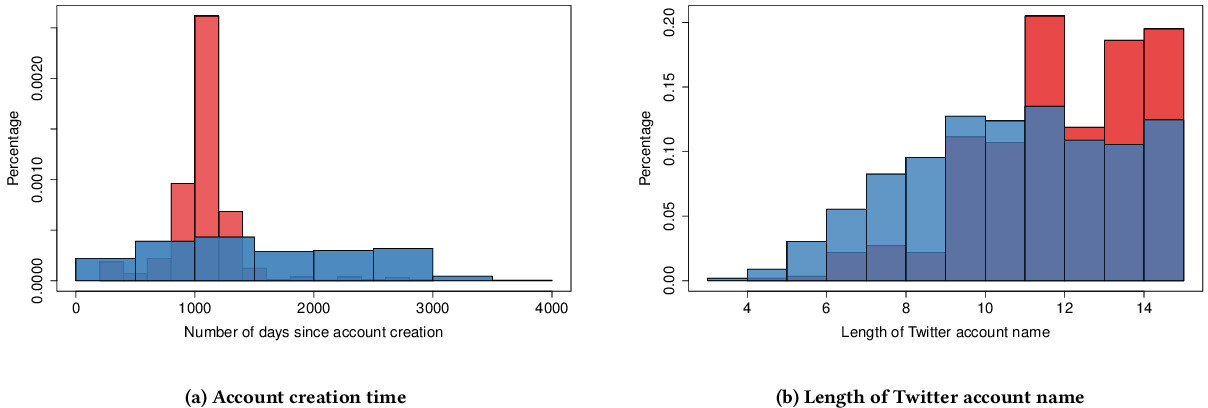 0.0000 0.0010 0.0020
Percentage
0 1000 2000 3000 4000
Number of days since account creation
(a) Account creation time
0.00 0.05 0.10 0.15 0.20
Percentage
4 6 8 10 12 14
Length of Twitter account name
(b) Length of Twitter account name